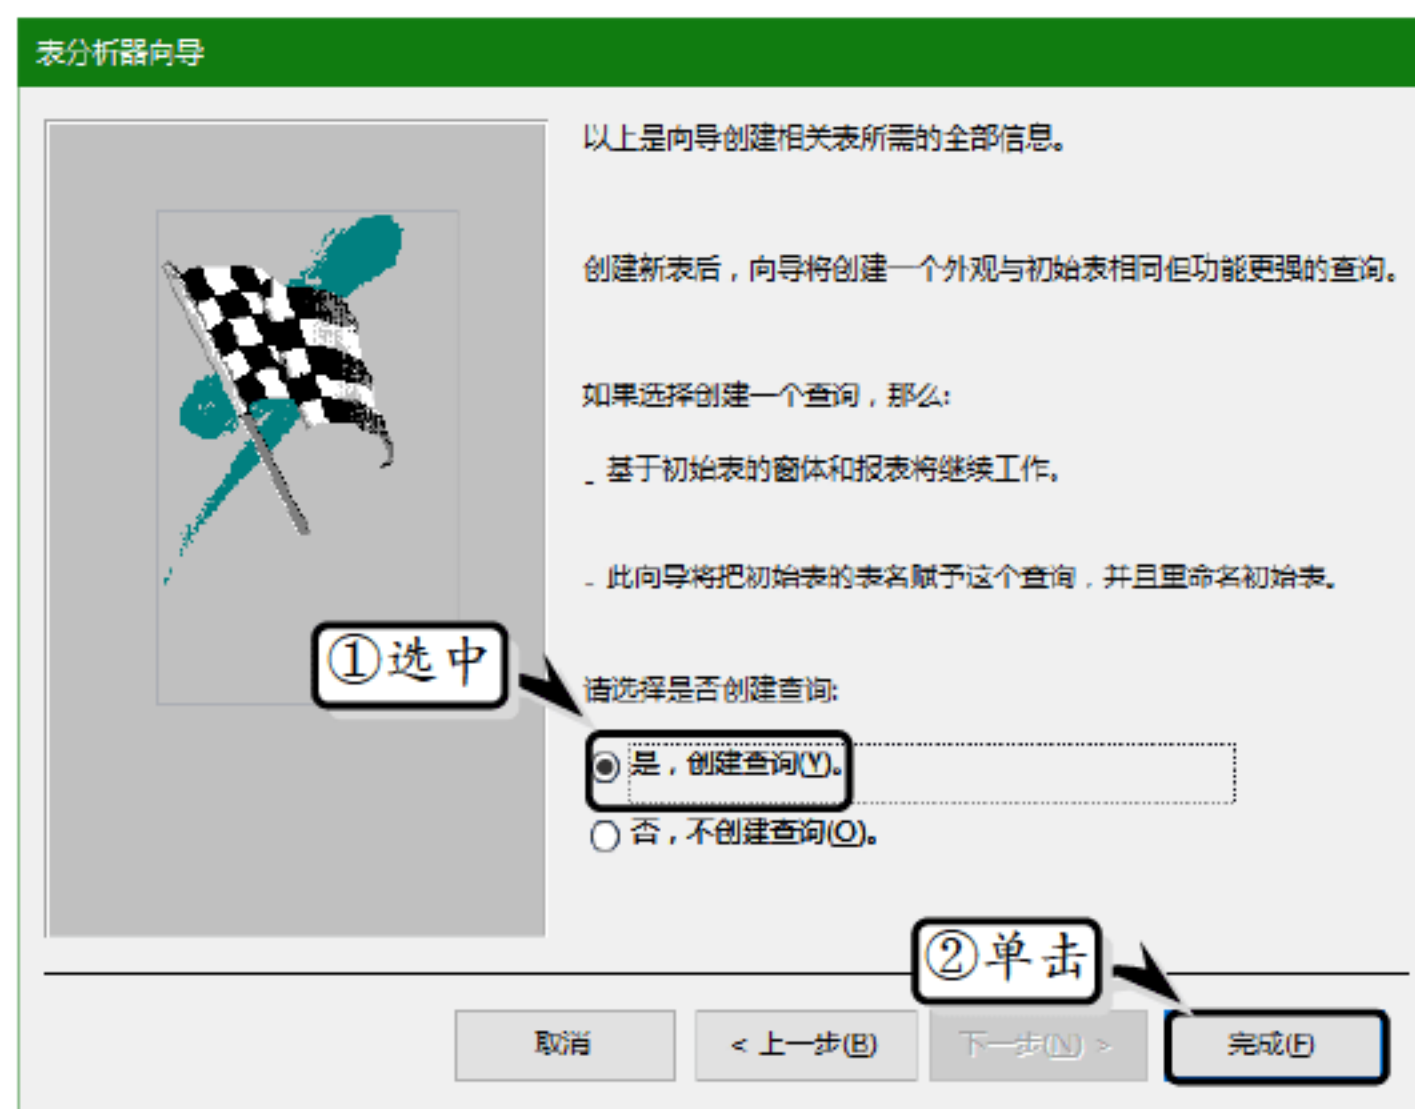 表分析器向导
以上是向导创建相关表所需的全部信息。
创建新表后，向导将创建一个外观与初始表相同但功能更强的查询。
如果选择创建一个查询，那么:
- 基于初始表的窗体和报表将继续工作。
- 此向导将把初始表的表名赋予这个查询，并且重命名初始表。
①选中
请选择是否创建查询:
是，创建查询(Y)。
否，不创建查询(O)。
②单击
取消
< 上一步(B)
下一步(N) >
完成(F)